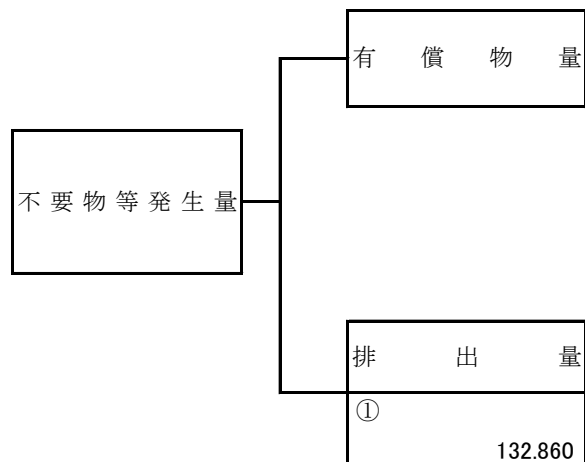 有償物量
不要物等発生量
排出量
①
132.860